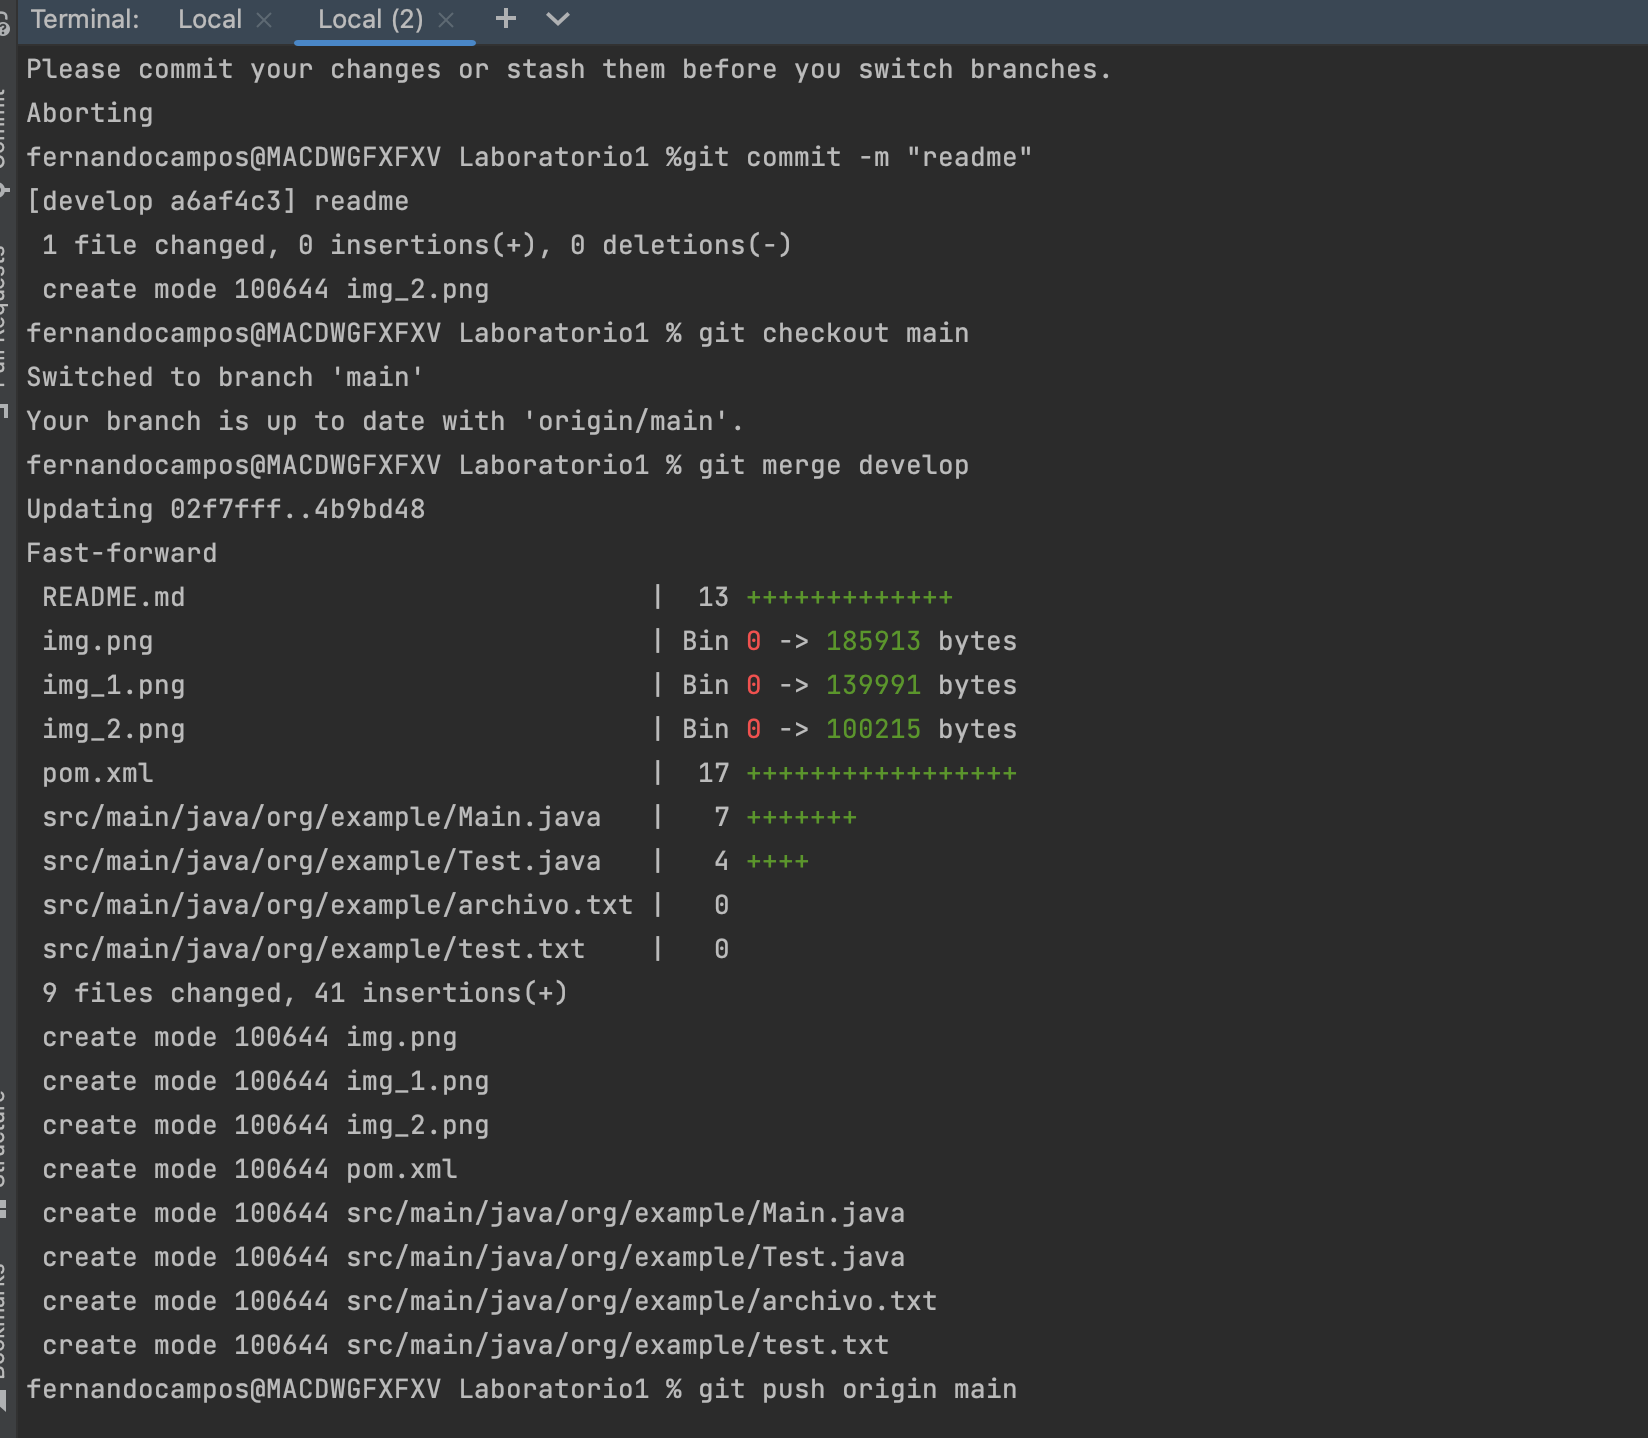 Terminal: Local Local (2)
Please commit your changes or stash them before you switch branches.
Aborting
fernandocampos@MACDWGFXFXV Laboratorio1 %git commit -m "readme"
[develop a6af4c3] readme
 1 file changed, 0 insertions(+), 0 deletions(-)
 create mode 100644 img_2.png
fernandocampos@MACDWGFXFXV Laboratorio1 % git checkout main
Switched to branch 'main'
Your branch is up to date with 'origin/main'.
fernandocampos@MACDWGFXFXV Laboratorio1 % git merge develop
Updating 02f7fff..4b9bd48
Fast-forward
 README.md | 13 +++++++++++++
 img.png | Bin 0 -> 185913 bytes
 img_1.png | Bin 0 -> 139991 bytes
 img_2.png | Bin 0 -> 100215 bytes
 pom.xml | 17 +++++++++++++++++
 src/main/java/org/example/Main.java | 7 +++++++
 src/main/java/org/example/Test.java | 4 ++++
 src/main/java/org/example/archivo.txt | 0
 src/main/java/org/example/test.txt | 0
 9 files changed, 41 insertions(+)
 create mode 100644 img.png
 create mode 100644 img_1.png
 create mode 100644 img_2.png
 create mode 100644 pom.xml
 create mode 100644 src/main/java/org/example/Main.java
 create mode 100644 src/main/java/org/example/Test.java
 create mode 100644 src/main/java/org/example/archivo.txt
 create mode 100644 src/main/java/org/example/test.txt
fernandocampos@MACDWGFXFXV Laboratorio1 % git push origin main